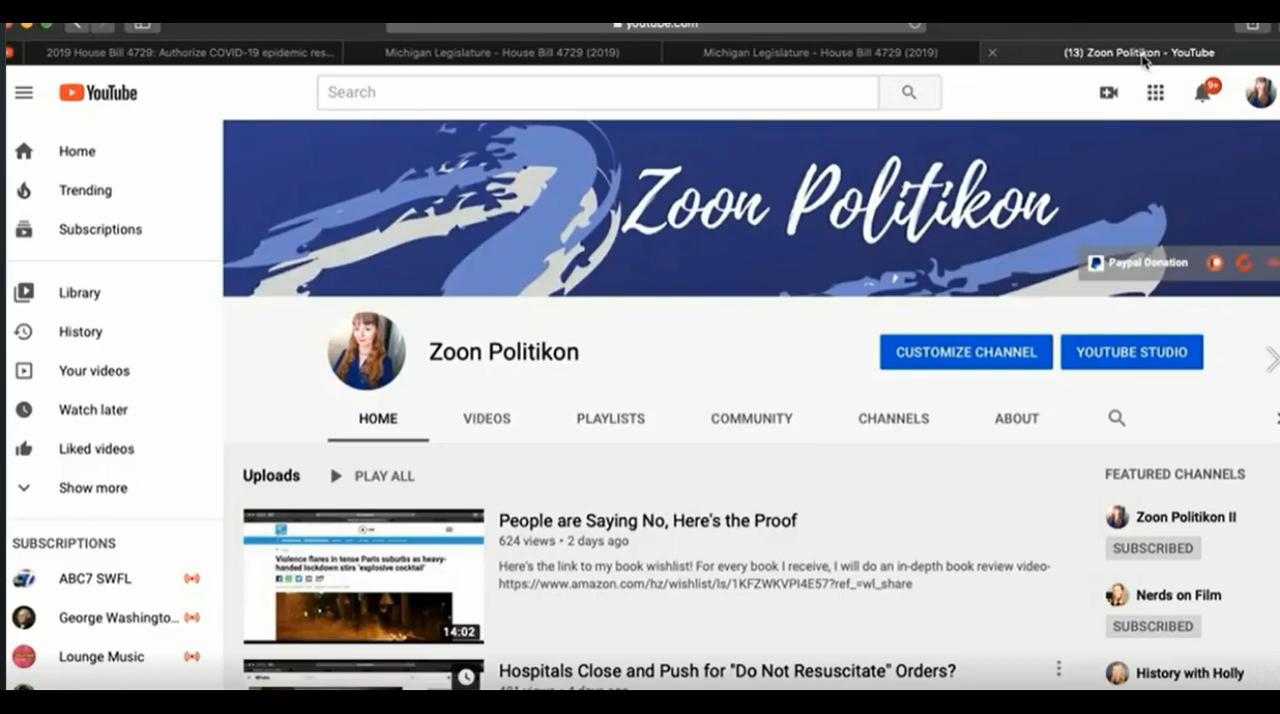 youtube.com
2019 House Bill 4729: Authorize COVID-19 epidemic res...
Michigan Legislature - House Bill 4729 (2019)
Michigan Legislature - House Bill 4729 (2019)
(13) Zoon Politikon - YouTube
YouTube
Search
9+
Home
Trending
Subscriptions
Library
History
Your videos
Watch later
Liked videos
Show more
SUBSCRIPTIONS
ABC7 SWFL
George Washingto...
Lounge Music
Zoon Politikon
Paypal Donation
Zoon Politikon
CUSTOMIZE CHANNEL
YOUTUBE STUDIO
HOME
VIDEOS
PLAYLISTS
COMMUNITY
CHANNELS
ABOUT
Uploads
PLAY ALL
Violence flares in tense Paris suburbs as heavy-
handed lockdown stirs 'explosive cocktail'
14:02
People are Saying No, Here's the Proof
624 views • 2 days ago
Here's the link to my book wishlist! For every book I receive, I will do an in-depth book review video-
https://www.amazon.com/hz/wishlist/ls/1KFZWKVPI4E57?ref_=wl_share
Hospitals Close and Push for "Do Not Resuscitate" Orders?
FEATURED CHANNELS
Zoon Politikon II
SUBSCRIBED
Nerds on Film
SUBSCRIBED
History with Holly